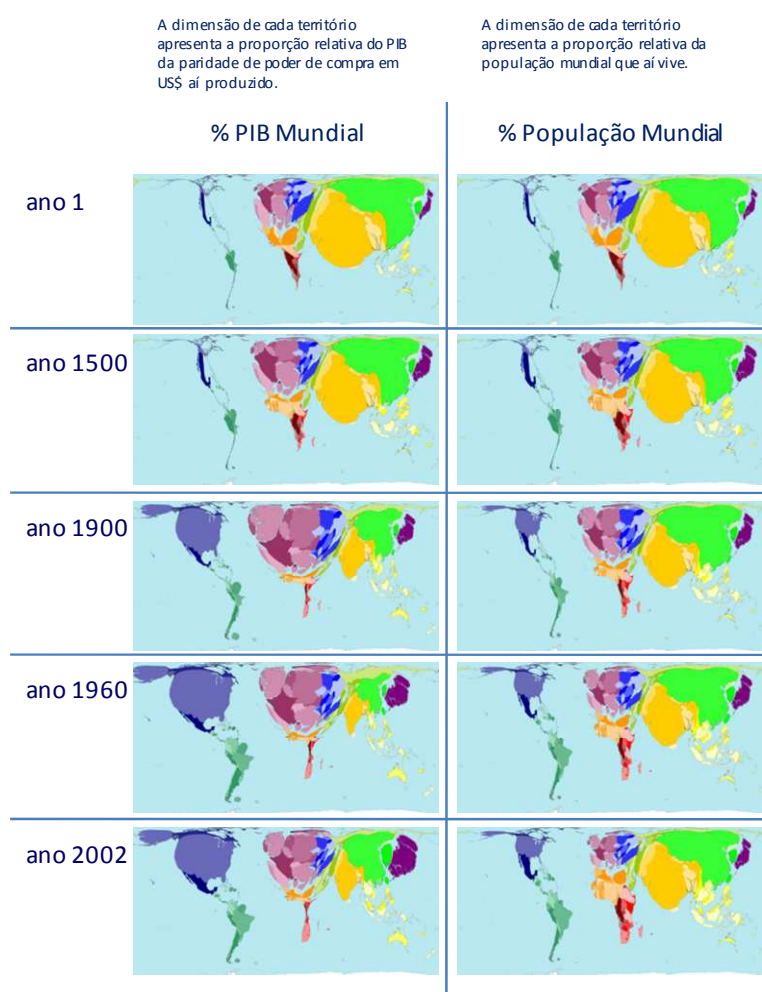 A dimensão de cada território
apresenta a proporção relativa do PIB
da paridade de poder de compra em
US$ aí produzido.
A dimensão de cada território
apresenta a proporção relativa da
população mundial que aí vive.
% PIB Mundial
% População Mundial
ano 1
ano 1500
ano 1900
ano 1960
ano 2002